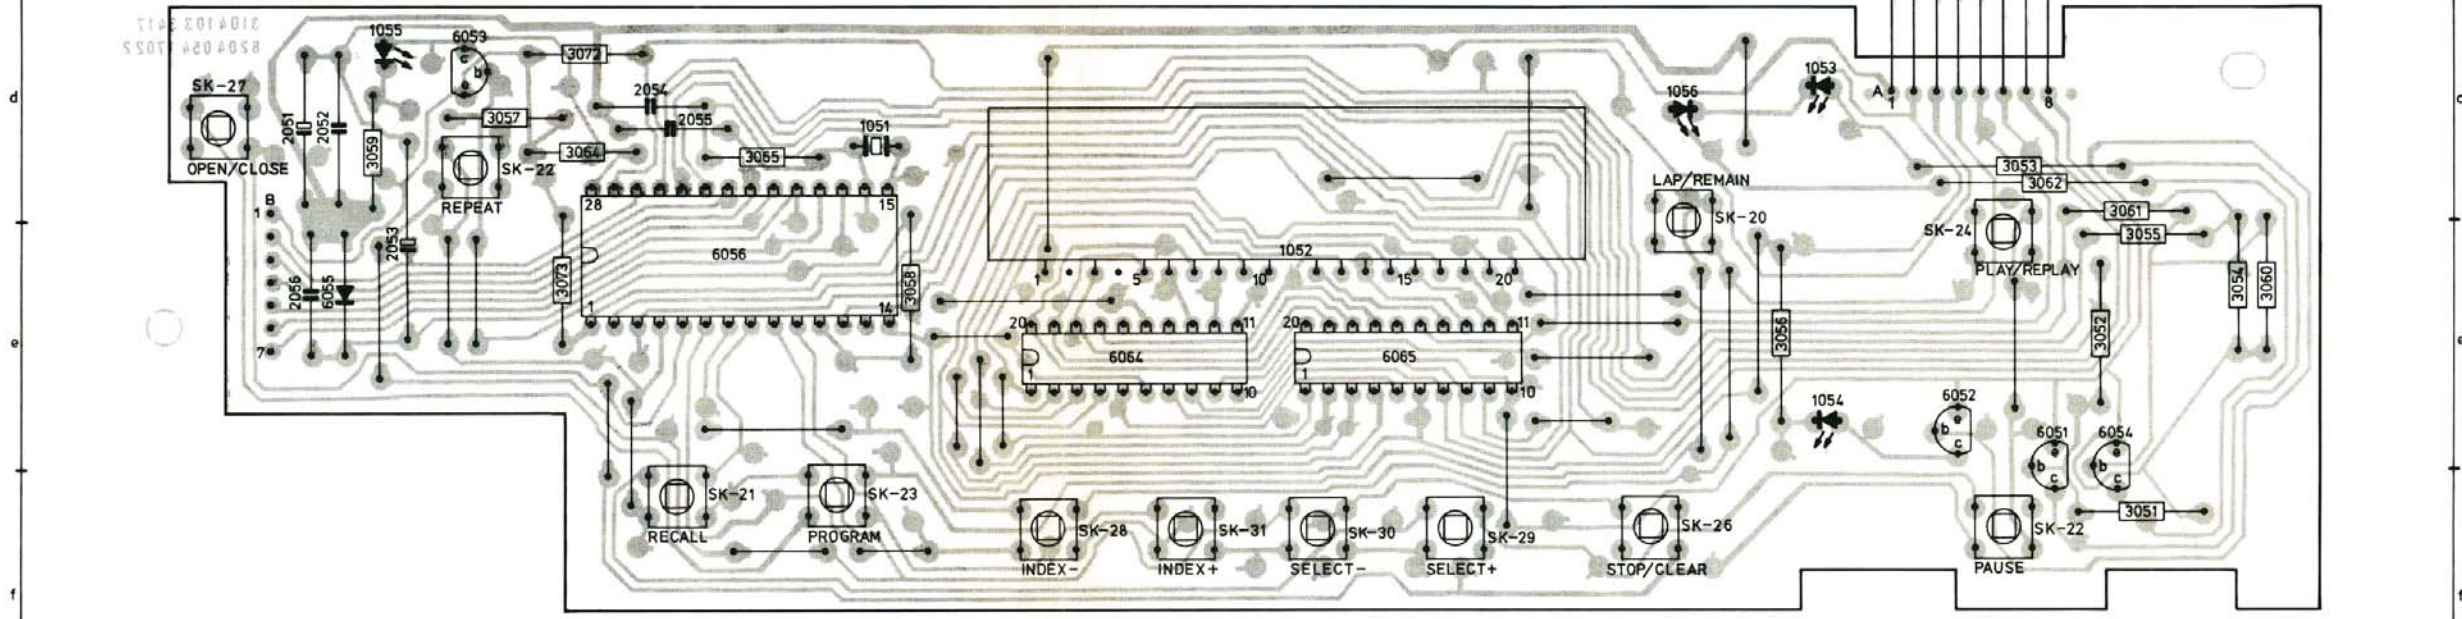 3104 103 3417
8204 054 17022
1055
6053
3072
SK-27
OPEN/CLOSE
2051
2052
3059
3057
SK-22
REPEAT
2054
2055
3064
3065
1051
1056
1053
A
1
8
d
d
3053
3062
LAP/REMAIN
SK-20
SK-24
PLAY/REPLAY
3061
3055
3054
3060
B
1
7
2053
2056
6055
3073
28
15
6056
1
14
3058
1052
1
5
10
15
20
20
11
6064
1
10
20
11
6065
1
10
3056
3052
e
e
1054
6052
e
b
c
6051
e
b
c
6054
e
b
c
3051
SK-21
RECALL
SK-23
PROGRAM
SK-28
INDEX-
SK-31
INDEX+
SK-30
SELECT-
SK-29
SELECT+
SK-26
STOP/CLEAR
SK-22
PAUSE
f
f
c
b
e